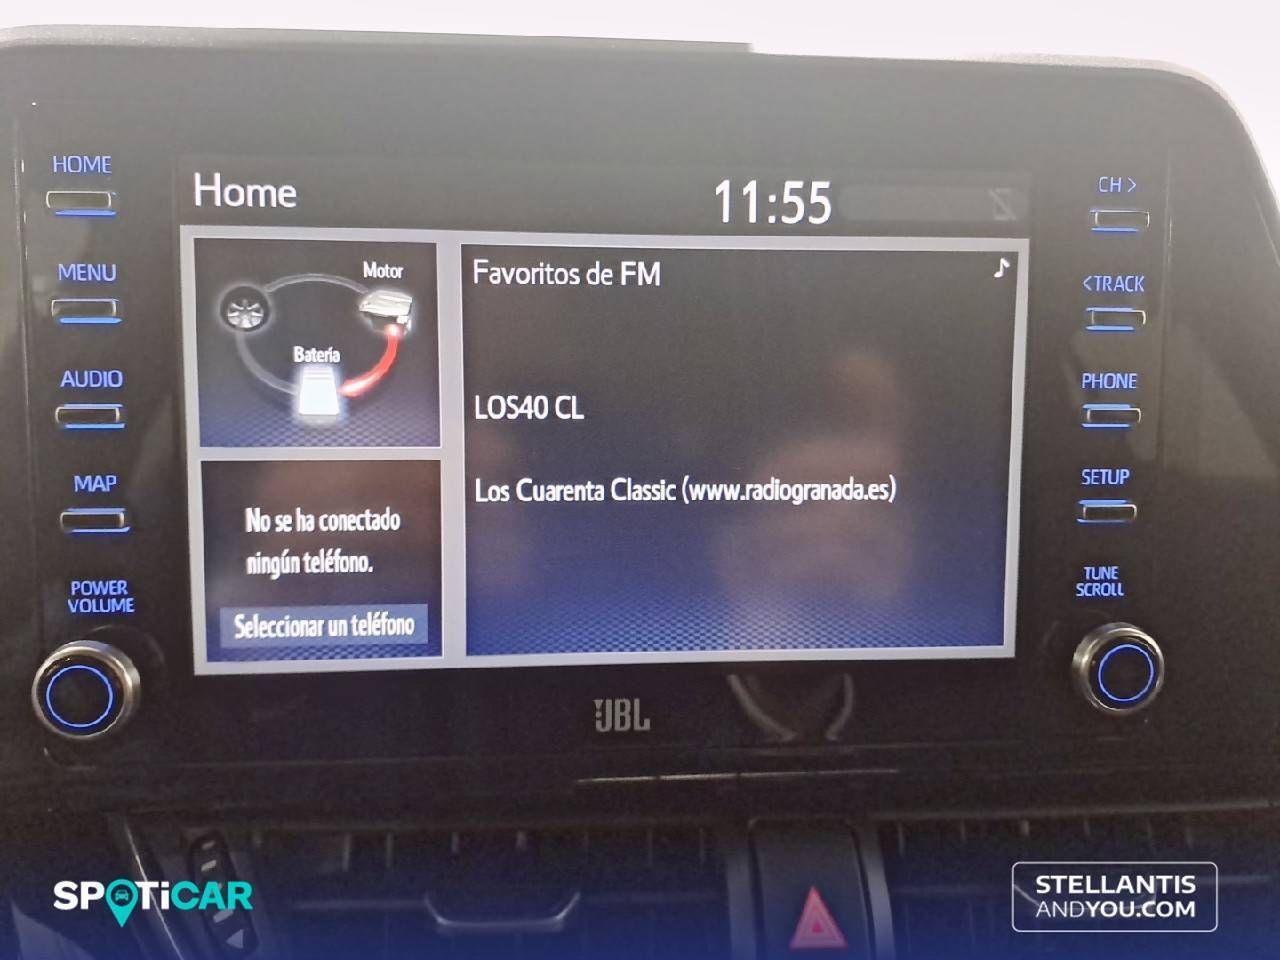 HOME
MENU
AUDIO
MAP
POWER
VOLUME
Home
11:55
Motor
Batería
No se ha conectado
ningún teléfono.
Seleccionar un teléfono
Favoritos de FM
LOS40 CL
Los Cuarenta Classic (www.radiogranada.es)
CH >
<TRACK
PHONE
SETUP
TUNE
SCROLL
JBL
SPOTiCAR
STELLANTIS
ANDYOU.COM